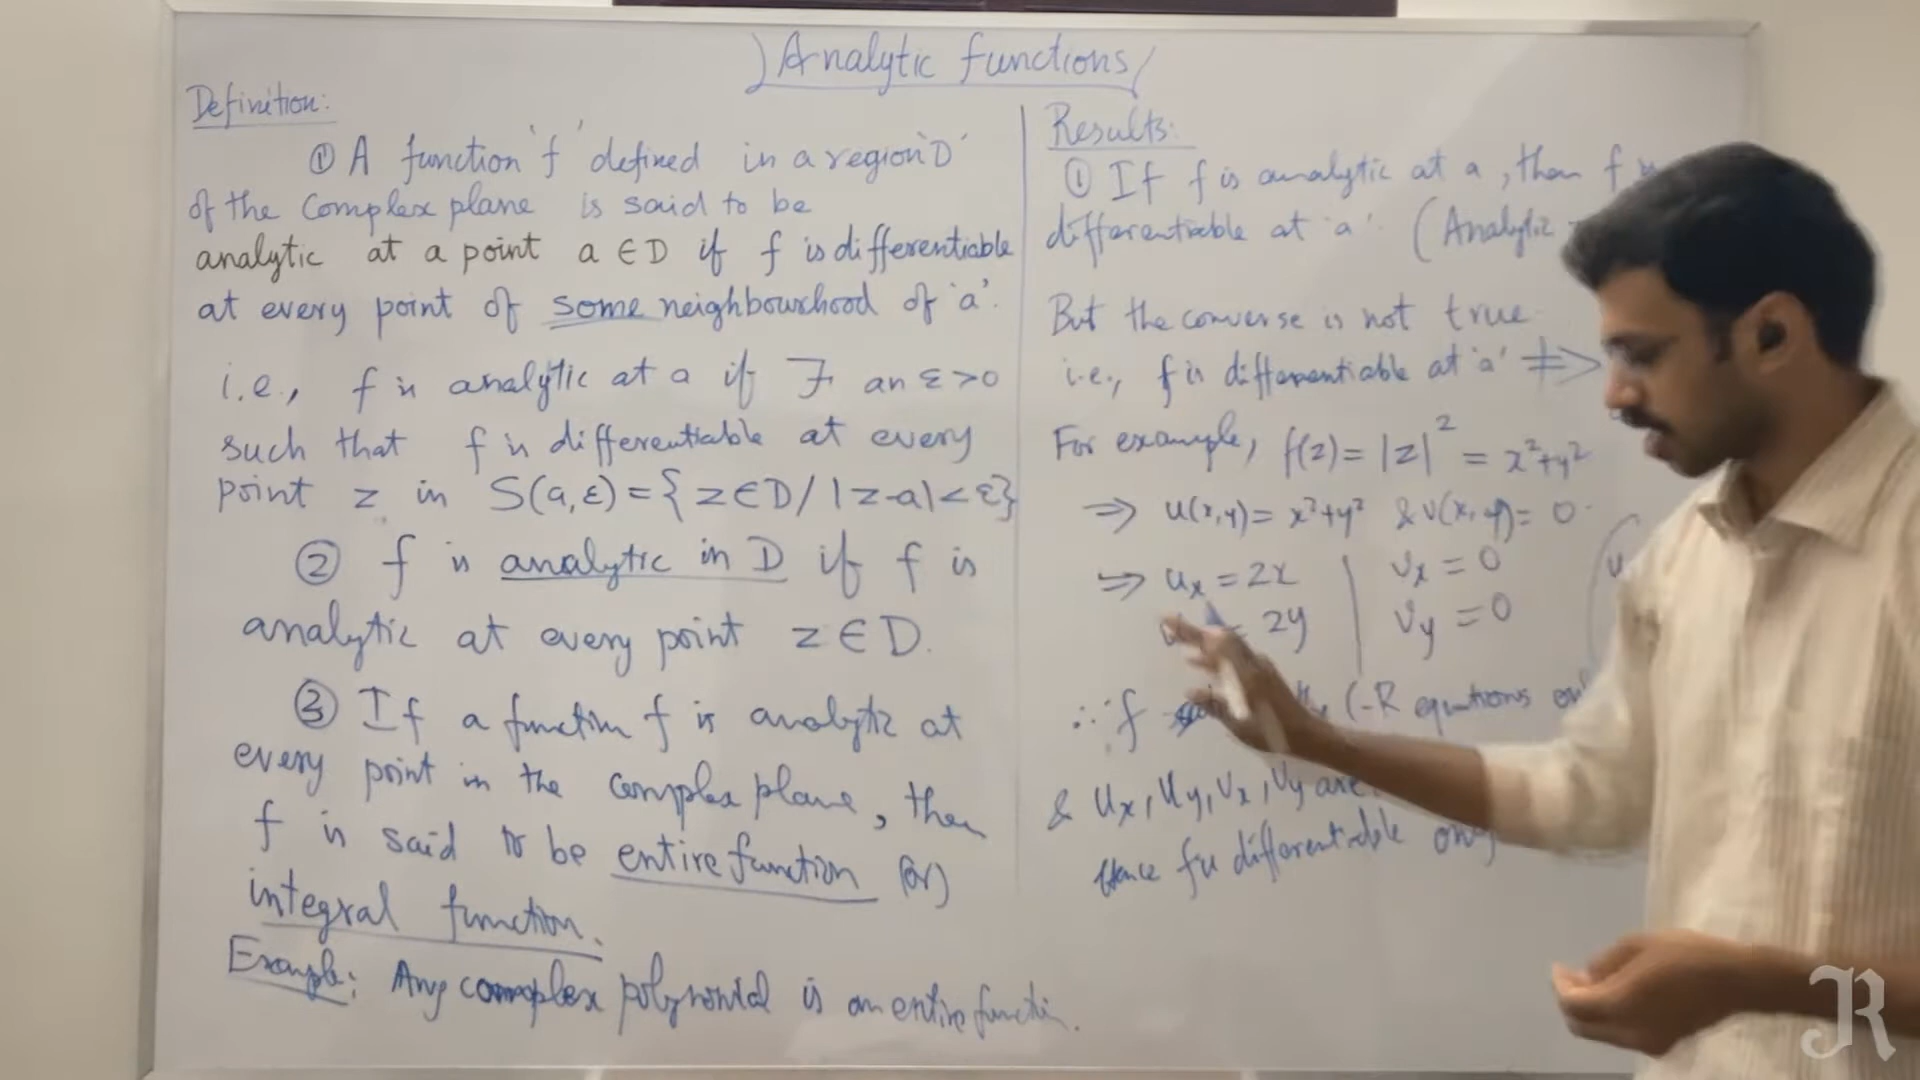 Analytic functions
Definition:
① A function 'f' defined in a region 'D'
of the complex plane is said to be
analytic at a point a ∈ D if f is differentiable
at every point of some neighbourhood of 'a'.
i.e., f is analytic at a if ∃ an ε>0
such that f is differentiable at every
point z in S(a,ε) = {z∈D / |z-a|<ε}
② f is analytic in D if f is
analytic at every point z ∈ D.
③ If a function f is analytic at
every point in the complex plane, then
f is said to be entire function (or)
integral function.
Example: Any complex polynomial is an entire function.
Results:
① If f is analytic at a, then f
differentiable at 'a'. (Analytic
But the converse is not true
i.e., f is differentiable at 'a' ≠>
For example, f(z) = |z|² = x²+y²
⇒ u(x,y) = x²+y² & v(x,y) = 0
⇒ u_x = 2x | v_x = 0
= 2y | v_y = 0
∴ f C-R equations
& u_x, u_y, v_x, v_y are
Hence f is differentiable only
R